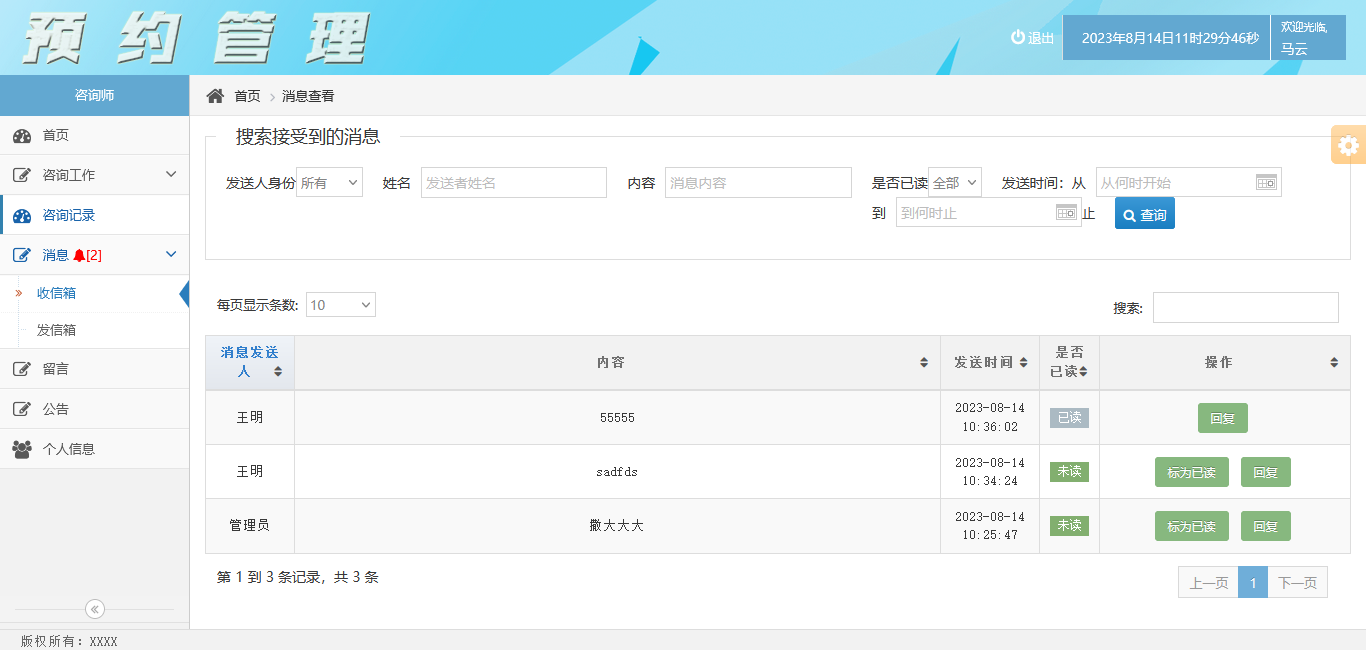 预约管理
退出
2023年8月14日11时29分46秒
欢迎光临,
马云
咨询师
首页 消息查看
首页
咨询工作
咨询记录
消息 [2]
收信箱
发信箱
留言
公告
个人信息
搜索接受到的消息
发送人身份 所有 姓名 发送者姓名 内容 消息内容 是否已读 全部 发送时间：从 从何时开始
到 到何时止 止 查询
每页显示条数: 10
搜索:
消息发送
人
内容
发送时间
是否
已读
操作
王明 55555 2023-08-14
10:36:02 已读 回复
王明 sadfds 2023-08-14
10:34:24 未读 标为已读 回复
管理员 撒大大大 2023-08-14
10:25:47 未读 标为已读 回复
第 1 到 3 条记录，共 3 条
上一页 1 下一页
版权所有：XXXX